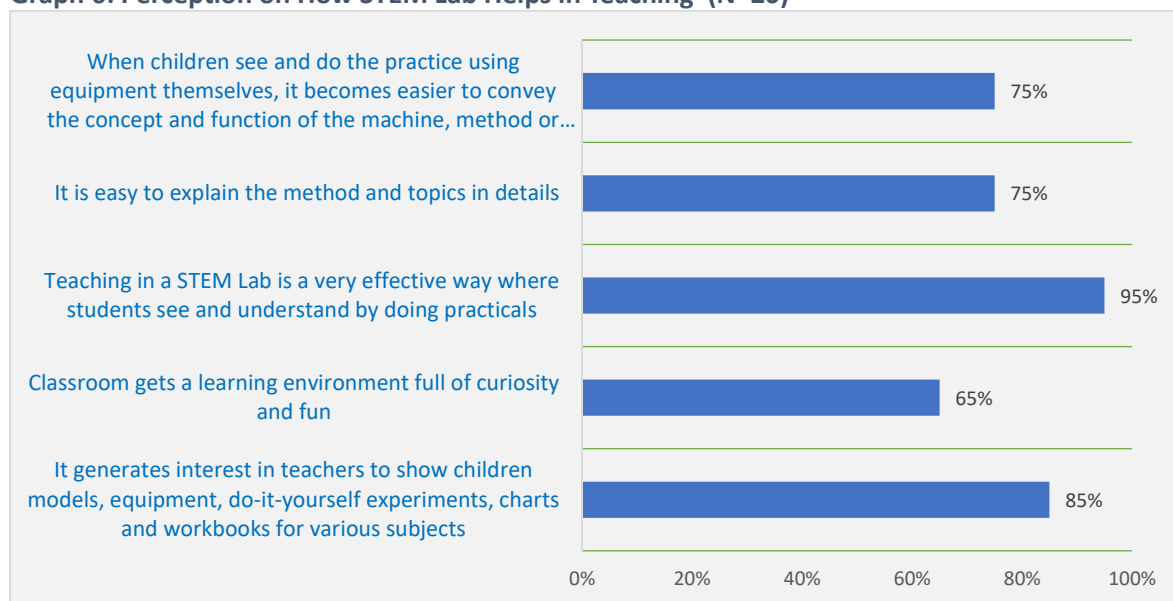 When children see and do the practice using
equipment themselves, it becomes easier to convey
the concept and function of the machine, method or…
75%
It is easy to explain the method and topics in details
75%
Teaching in a STEM Lab is a very effective way where
students see and understand by doing practicals
95%
Classroom gets a learning environment full of curiosity
and fun
65%
It generates interest in teachers to show children
models, equipment, do-it-yourself experiments, charts
and workbooks for various subjects
85%
0% 20% 40% 60% 80% 100%